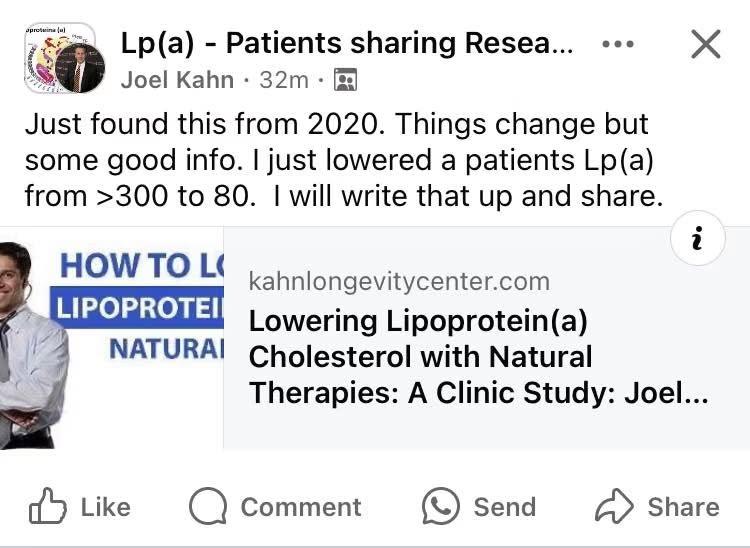 Lp(a) - Patients sharing Resea...
Joel Kahn · 32m ·
Just found this from 2020. Things change but
some good info. I just lowered a patients Lp(a)
from >300 to 80.  I will write that up and share.
HOW TO L
LIPOPROTEI
NATURA
kahnlongevitycenter.com
Lowering Lipoprotein(a)
Cholesterol with Natural
Therapies: A Clinic Study: Joel...
Like
Comment
Send
Share